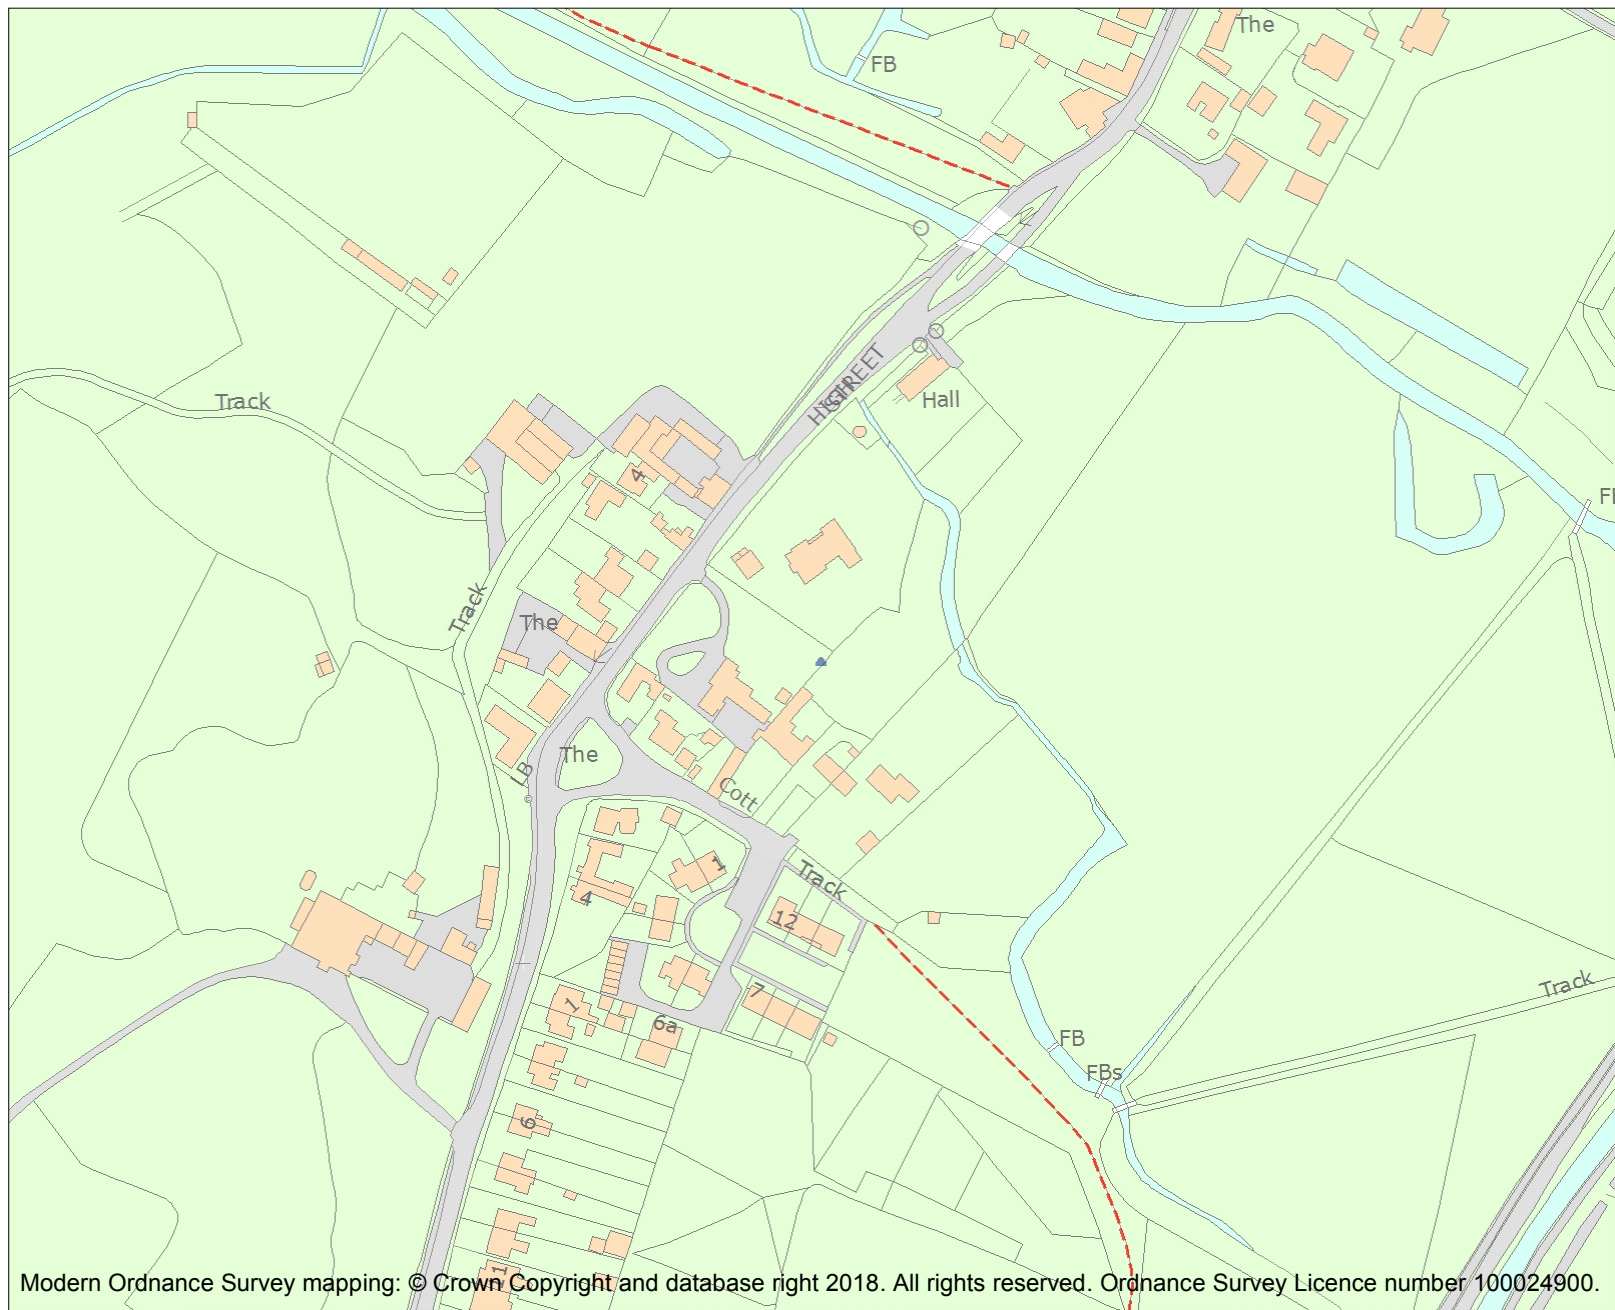 The
FB
HIGH
STREET
Track
Hall
4
FB
Track
The
The
LB
Cott
1
Track
4
12
7
1
6a
Track
FB
FBs
6
1
Modern Ordnance Survey mapping: © Crown Copyright and database right 2018. All rights reserved. Ordnance Survey Licence number 100024900.